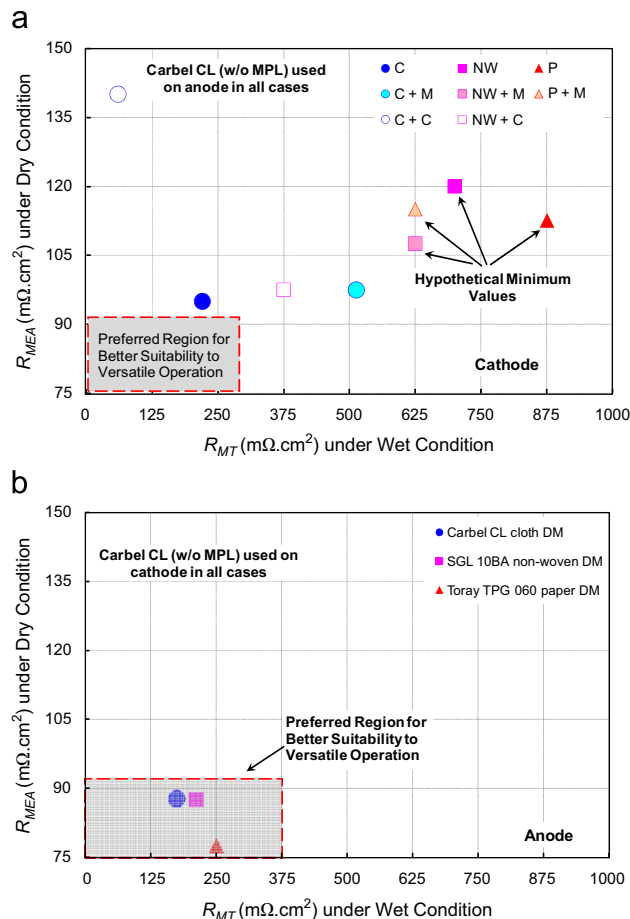 a
150
135
120
105
90
75
R_MEA (mΩ.cm²) under Dry Condition
Carbel CL (w/o MPL) used
on anode in all cases
C
NW
P
C + M
NW + M
P + M
C + C
NW + C
Hypothetical Minimum
Values
Preferred Region for
Better Suitability to
Versatile Operation
Cathode
0 125 250 375 500 625 750 875 1000
R_MT (mΩ.cm²) under Wet Condition
b
150
135
120
105
90
75
R_MEA (mΩ.cm²) under Dry Condition
Carbel CL (w/o MPL) used on
cathode in all cases
Carbel CL cloth DM
SGL 10BA non-woven DM
Toray TPG 060 paper DM
Preferred Region for
Better Suitability to
Versatile Operation
Anode
0 125 250 375 500 625 750 875 1000
R_MT (mΩ.cm²) under Wet Condition